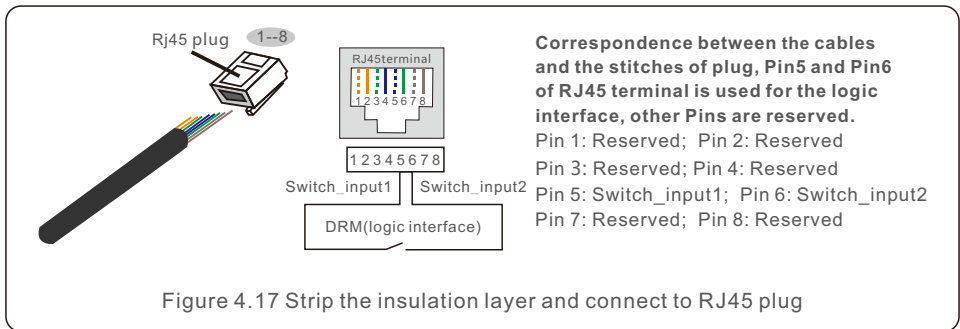 Rj45 plug
1--8
RJ45terminal
1 2 3 4 5 6 7 8
1 2 3 4 5 6 7 8
Switch_input1
Switch_input2
DRM(logic interface)
Correspondence between the cables
and the stitches of plug, Pin5 and Pin6
of RJ45 terminal is used for the logic
interface, other Pins are reserved.
Pin 1: Reserved; Pin 2: Reserved
Pin 3: Reserved; Pin 4: Reserved
Pin 5: Switch_input1; Pin 6: Switch_input2
Pin 7: Reserved; Pin 8: Reserved
Figure 4.17 Strip the insulation layer and connect to RJ45 plug